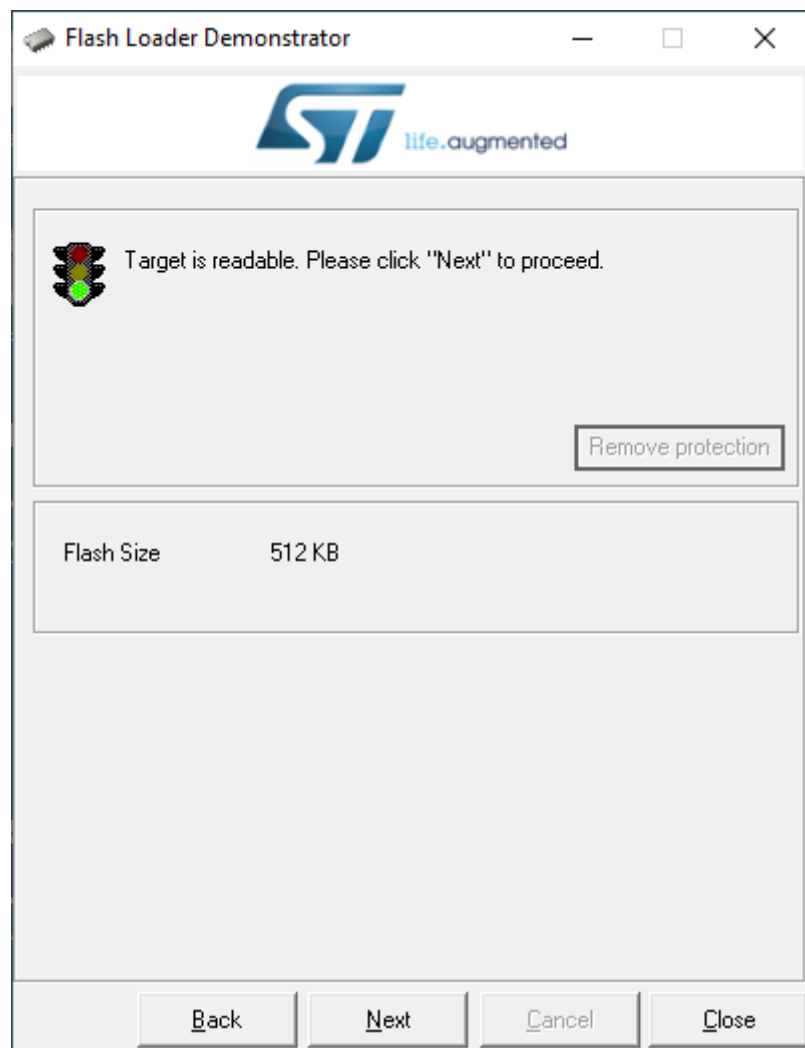 Flash Loader Demonstrator
ST life.augmented
Target is readable. Please click "Next" to proceed.
Remove protection
Flash Size 512 KB
Back Next Cancel Close